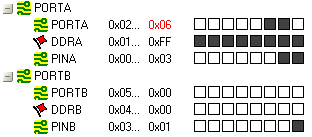 PORTA
PORTA 0x02... 0x06
DDRA 0x01... 0xFF
PINA 0x00... 0x03
PORTB
PORTB 0x05... 0x00
DDRB 0x04... 0x00
PINB 0x03... 0x01